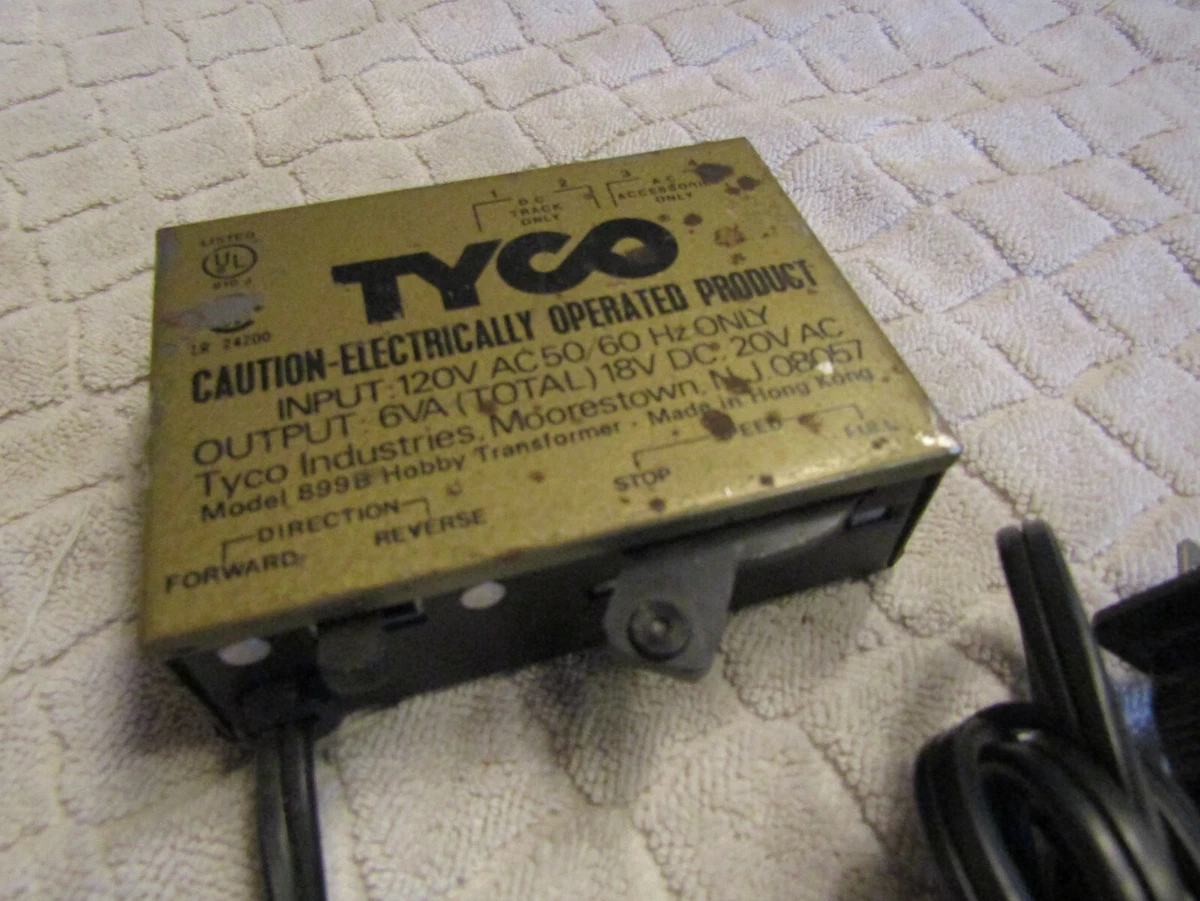 1 2 3 4
D.C. TRACK ONLY
A.C. ACCESSORIES ONLY
LISTED
UL
LR 24200
TYCO®
CAUTION-ELECTRICALLY OPERATED PRODUCT
INPUT: 120V AC 50/60 Hz ONLY
OUTPUT: 6VA (TOTAL) 18V DC. 20V AC
Tyco Industries, Moorestown, N.J. 08057
Model 899B Hobby Transformer · Made in Hong Kong
STOP SPEED FULL
DIRECTION
FORWARD REVERSE